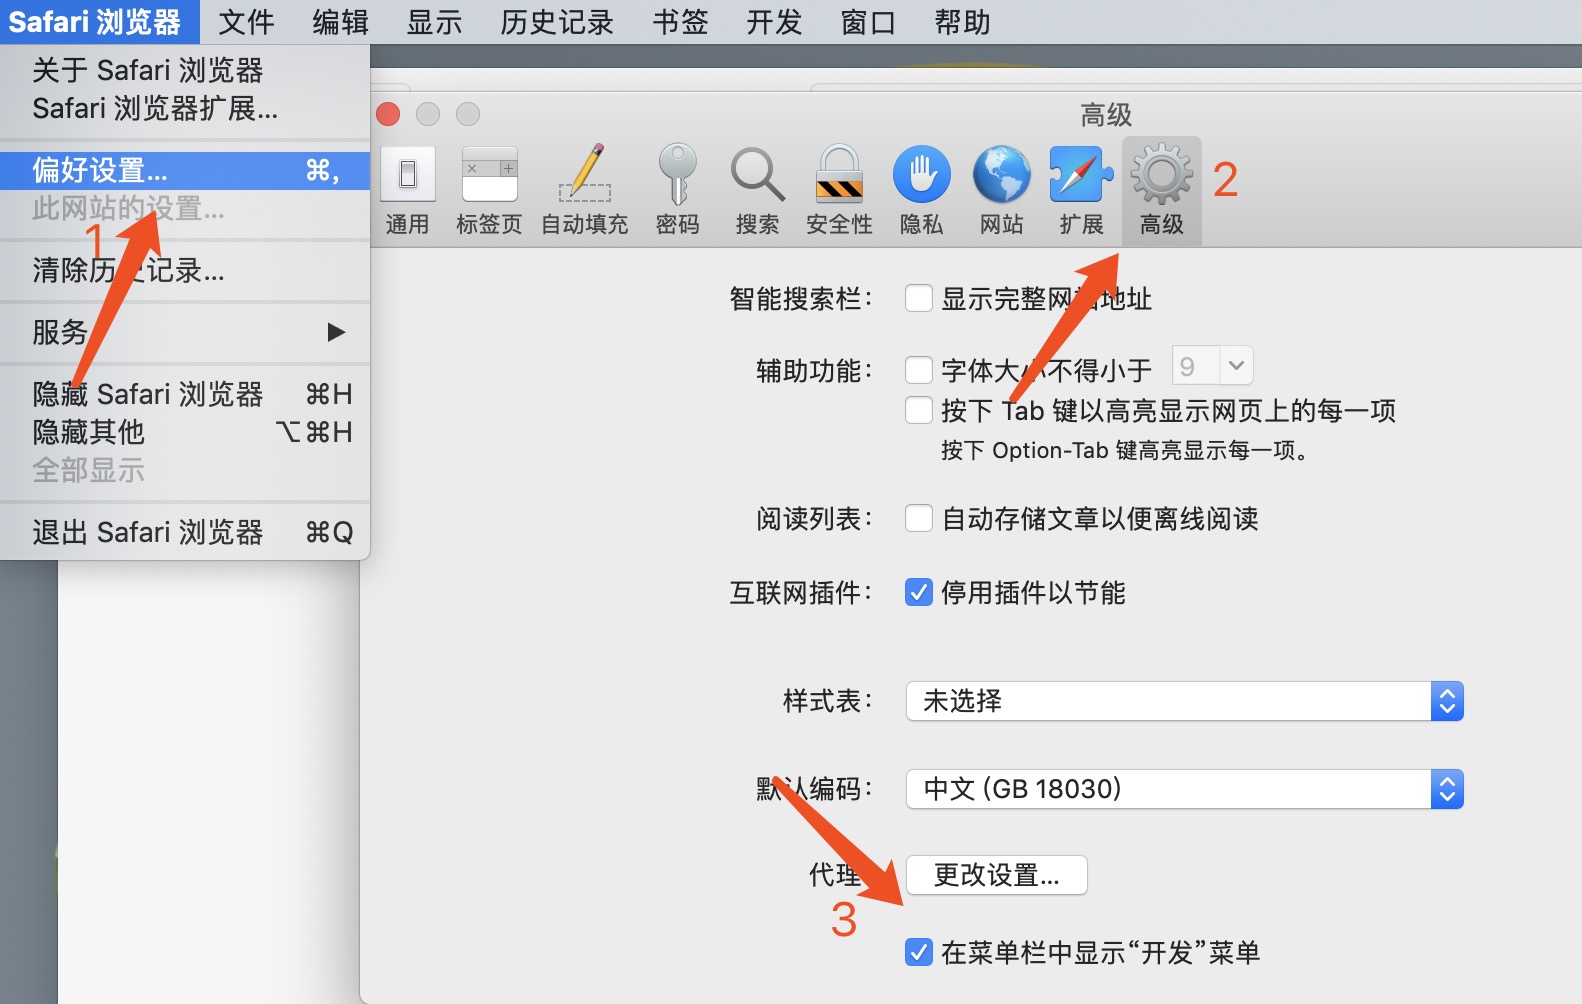 Safari 浏览器 文件 编辑 显示 历史记录 书签 开发 窗口 帮助
关于 Safari 浏览器
Safari 浏览器扩展...
偏好设置... ⌘,
此网站的设置...
1
清除历史记录...
服务 ▶
隐藏 Safari 浏览器 ⌘H
隐藏其他 ⌥⌘H
全部显示
退出 Safari 浏览器 ⌘Q
高级
通用 标签页 自动填充 密码 搜索 安全性 隐私 网站 扩展 高级
2
智能搜索栏： 显示完整网站地址
辅助功能： 字体大小不得小于 9
按下 Tab 键以高亮显示网页上的每一项
按下 Option-Tab 键高亮显示每一项。
阅读列表： 自动存储文章以便离线阅读
互联网插件： 停用插件以节能
样式表： 未选择
默认编码： 中文 (GB 18030)
代理 更改设置...
3
在菜单栏中显示“开发”菜单